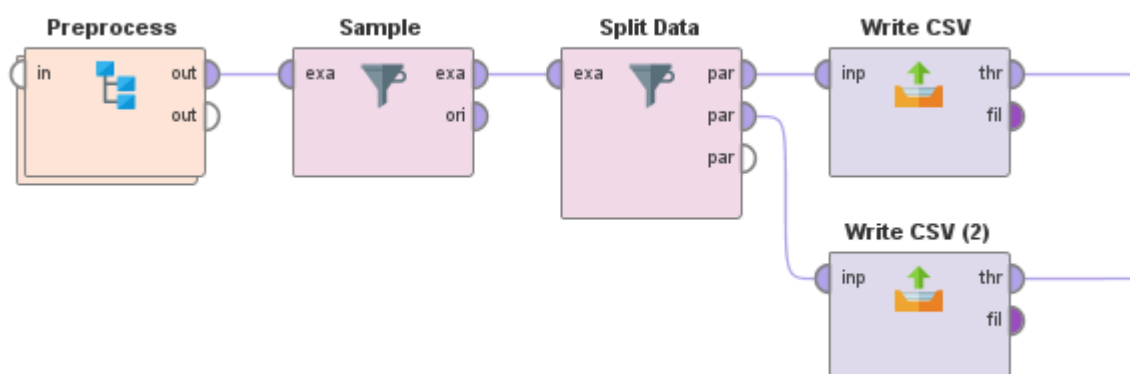 Preprocess
in
out
out
Sample
exa
exa
ori
Split Data
exa
par
par
par
Write CSV
inp
thr
fil
Write CSV (2)
inp
thr
fil